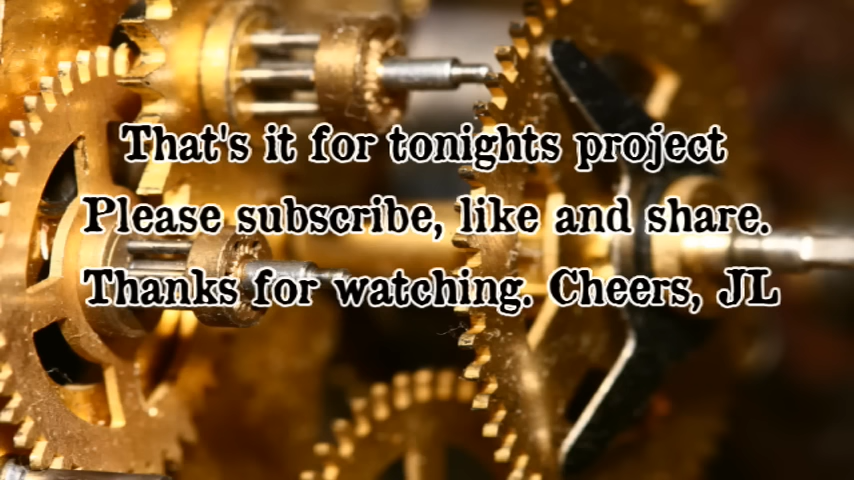 That's it for tonights project
Please subscribe, like and share.
Thanks for watching. Cheers, JL